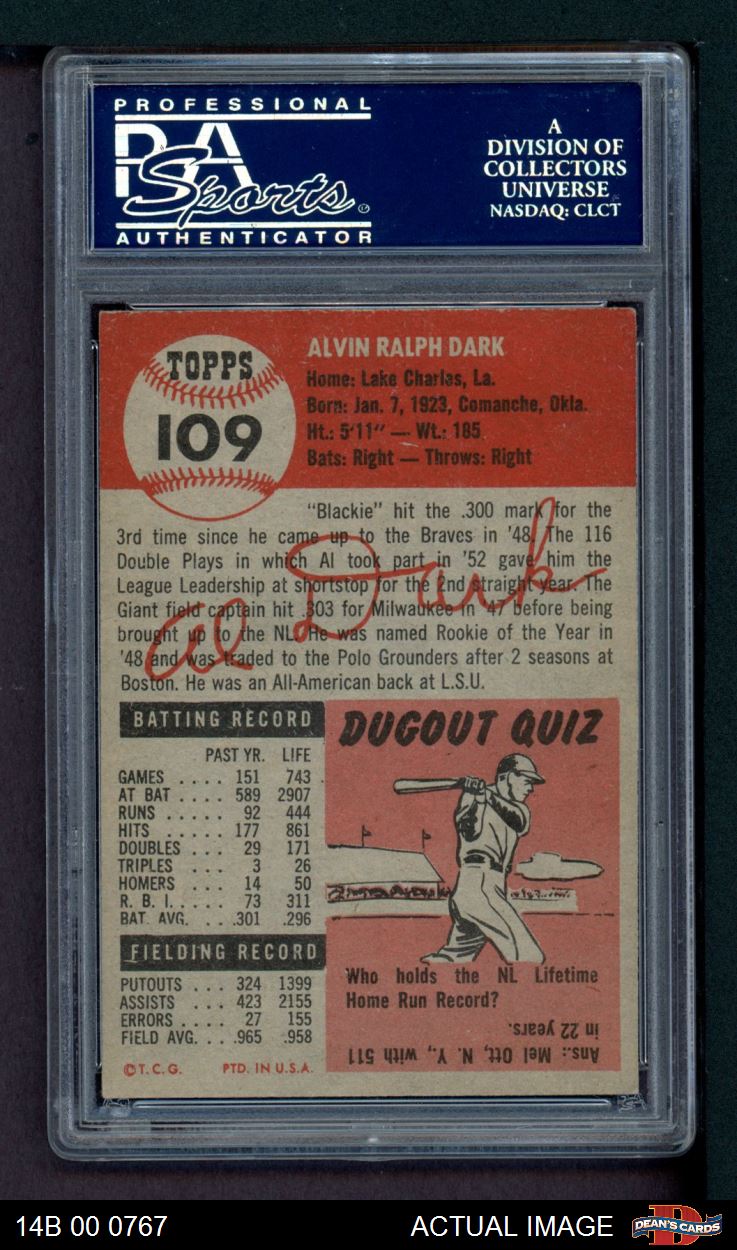 PROFESSIONAL
PSA
Sports
AUTHENTICATOR
A
DIVISION OF
COLLECTORS
UNIVERSE
NASDAQ: CLCT
TOPPS
109
ALVIN RALPH DARK
Home: Lake Charlas, La.
Born: Jan. 7, 1923, Comanche, Okla.
Ht.: 5'11" — Wt.: 185
Bats: Right — Throws: Right
"Blackie" hit the .300 mark for the
3rd time since he came up to the Braves in '48. The 116
Double Plays in which Al took part in '52 gave him the
League Leadership at shortstop for the 2nd straight year. The
Giant field captain hit .303 for Milwaukee in '47 before being
brought up to the NL. He was named Rookie of the Year in
'48 and was traded to the Polo Grounders after 2 seasons at
Boston. He was an All-American back at L.S.U.
Al Dark
BATTING RECORD
PAST YR. LIFE
GAMES .... 151 743
AT BAT .... 589 2907
RUNS .... 92 444
HITS ..... 177 861
DOUBLES ... 29 171
TRIPLES ... 3 26
HOMERS ... 14 50
R. B. I. .... 73 311
BAT. AVG. .. .301 .296
FIELDING RECORD
PUTOUTS ... 324 1399
ASSISTS ... 423 2155
ERRORS .... 27 155
FIELD AVG. .. .965 .958
©T.C.G. PTD. IN U.S.A.
DUGOUT QUIZ
Who holds the NL Lifetime
Home Run Record?
Ans.: Mel Ott, N. Y., with 511
in 22 years.
14B 00 0767
ACTUAL IMAGE
D
DEAN'S CARDS